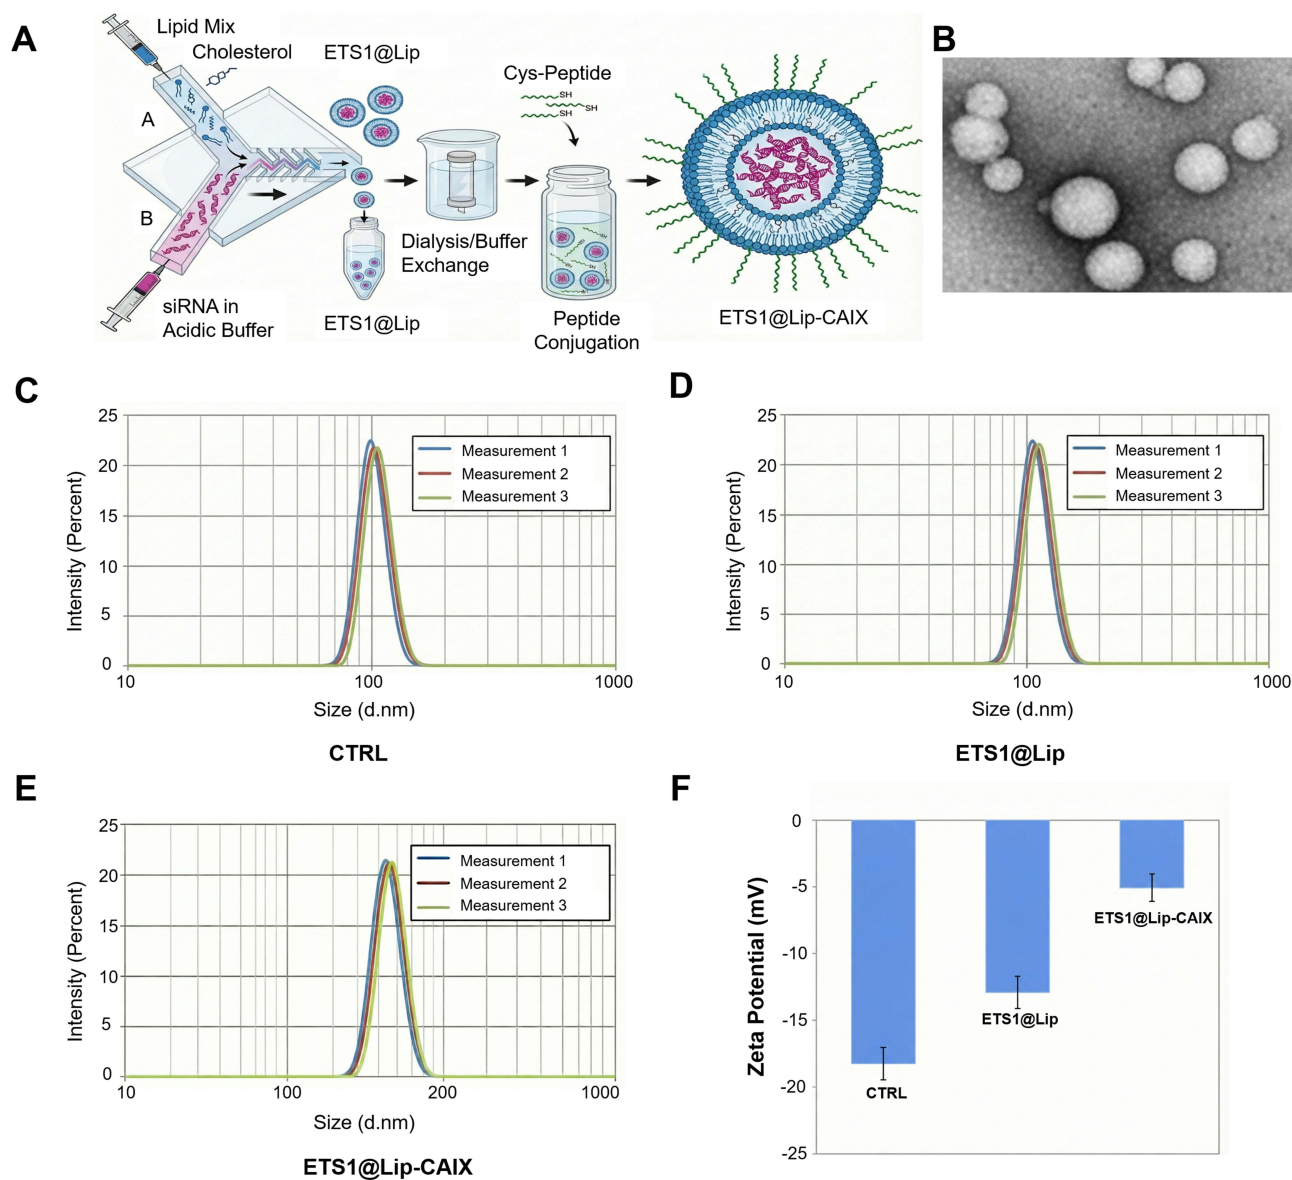 A
Lipid Mix
Cholesterol
ETS1@Lip
Cys-Peptide
SH
SH
SH
A
B
siRNA in
Acidic Buffer
ETS1@Lip
Dialysis/Buffer
Exchange
Peptide
Conjugation
ETS1@Lip-CAIX
B
C
25
20
15
10
5
0
10
100
1000
Intensity (Percent)
Size (d.nm)
Measurement 1
Measurement 2
Measurement 3
CTRL
D
25
20
15
10
5
0
10
100
1000
Intensity (Percent)
Size (d.nm)
Measurement 1
Measurement 2
Measurement 3
ETS1@Lip
E
25
20
15
10
5
0
10
100
200
1000
Intensity (Percent)
Size (d.nm)
Measurement 1
Measurement 2
Measurement 3
ETS1@Lip-CAIX
F
0
-5
-10
-15
-20
-25
Zeta Potential (mV)
CTRL
ETS1@Lip
ETS1@Lip-CAIX